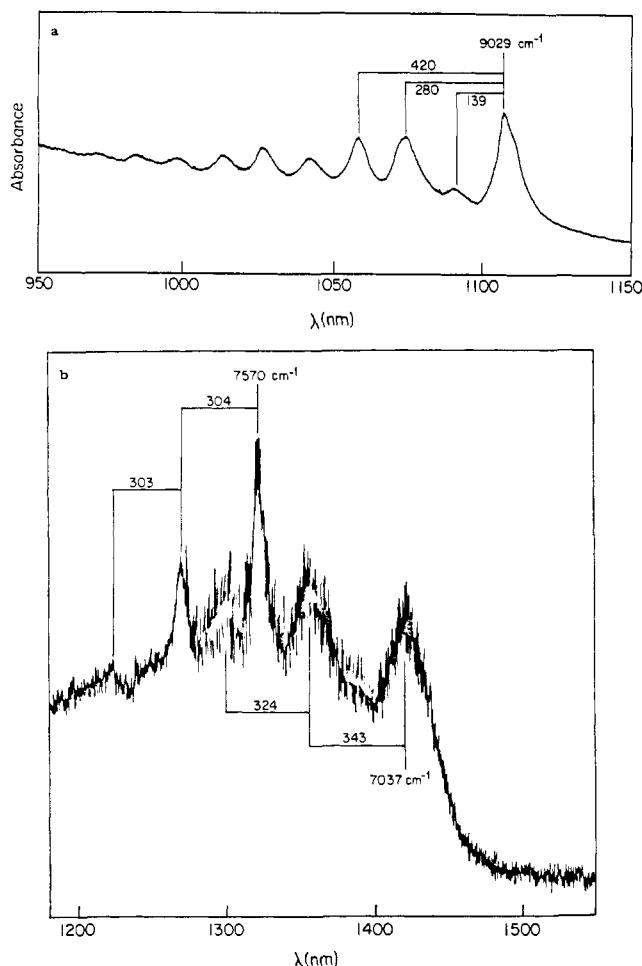 a
9029 cm⁻¹
420
280
139
Absorbance
950
1000
1050
1100
1150
λ(nm)
b
7570 cm⁻¹
304
303
324
343
7037 cm⁻¹
1200
1300
1400
1500
λ(nm)